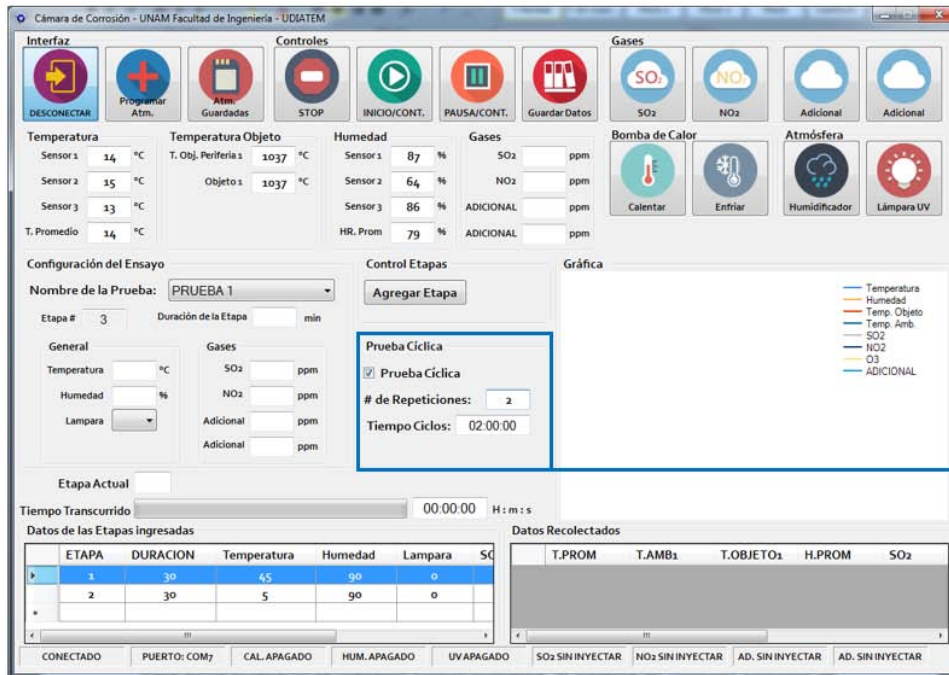 Cámara de Corrosión - UNAM Facultad de Ingeniería - UDIATEM
Interfaz
DESCONECTAR
Programar Atm.
Atm. Guardadas
Controles
STOP
INICIO/CONT.
PAUSA/CONT.
Guardar Datos
Gases
SO2
SO2
NO2
NO2
Adicional
Adicional
Temperatura
Sensor 1 14 ºC
Sensor 2 15 ºC
Sensor 3 13 ºC
T. Promedio 14 ºC
Temperatura Objeto
T. Obj. Periferia 1 1037 ºC
Objeto 1 1037 ºC
Humedad
Sensor 1 87 %
Sensor 2 64 %
Sensor 3 86 %
HR. Prom 79 %
Gases
SO2 ppm
NO2 ppm
ADICIONAL ppm
ADICIONAL ppm
Bomba de Calor
Calentar
Enfriar
Atmósfera
Humidificador
Lámpara UV
Configuración del Ensayo
Nombre de la Prueba: PRUEBA 1
Etapa # 3 Duración de la Etapa min
General
Temperatura ºC
Humedad %
Lampara
Gases
SO2 ppm
NO2 ppm
Adicional ppm
Adicional ppm
Control Etapas
Agregar Etapa
Prueba Cíclica
Prueba Cíclica
# de Repeticiones: 2
Tiempo Ciclos: 02:00:00
Gráfica
Temperatura
Humedad
Temp. Objeto
Temp. Amb.
SO2
NO2
O3
ADICIONAL
Etapa Actual
Tiempo Transcurrido 00:00:00 H : m : s
Datos de las Etapas ingresadas
ETAPA DURACION Temperatura Humedad Lampara SC
1 30 45 90 0
2 30 5 90 0
Datos Recolectados
T.PROM T.AMB1 T.OBJETO1 H.PROM SO2
CONECTADO PUERTO: COM7 CAL. APAGADO HUM. APAGADO UV APAGADO SO2 SIN INYECTAR NO2 SIN INYECTAR AD. SIN INYECTAR AD. SIN INYECTAR